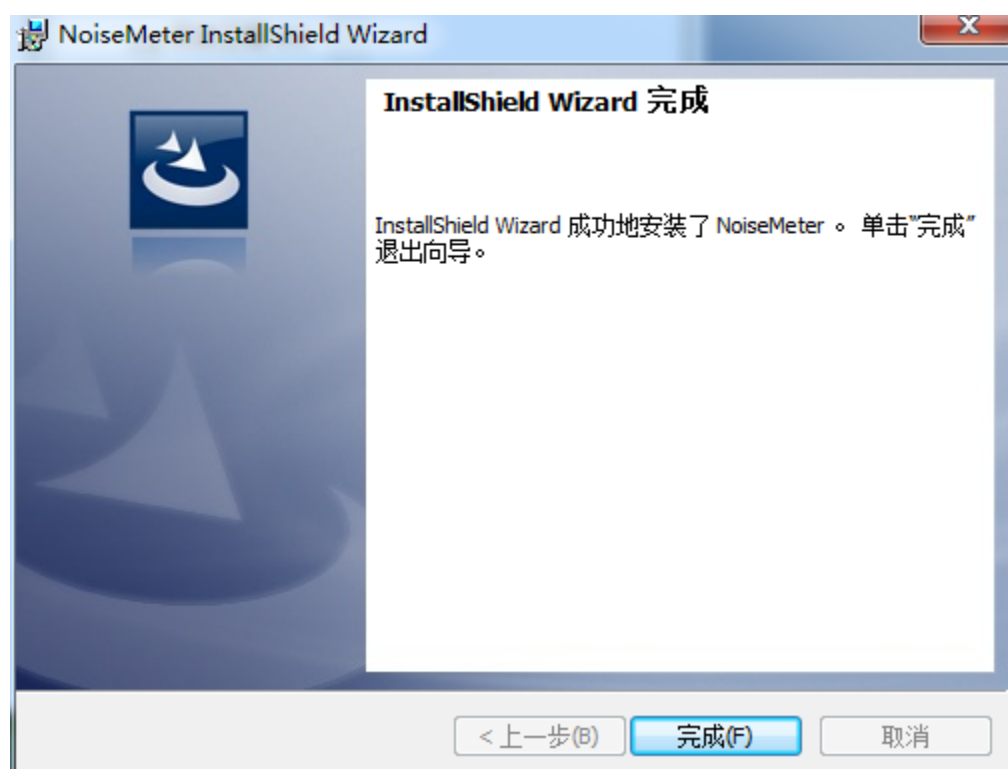 NoiseMeter InstallShield Wizard
InstallShield Wizard 完成
InstallShield Wizard 成功地安装了 NoiseMeter 。 单击"完成"
退出向导。
<上一步(B) 完成(F) 取消